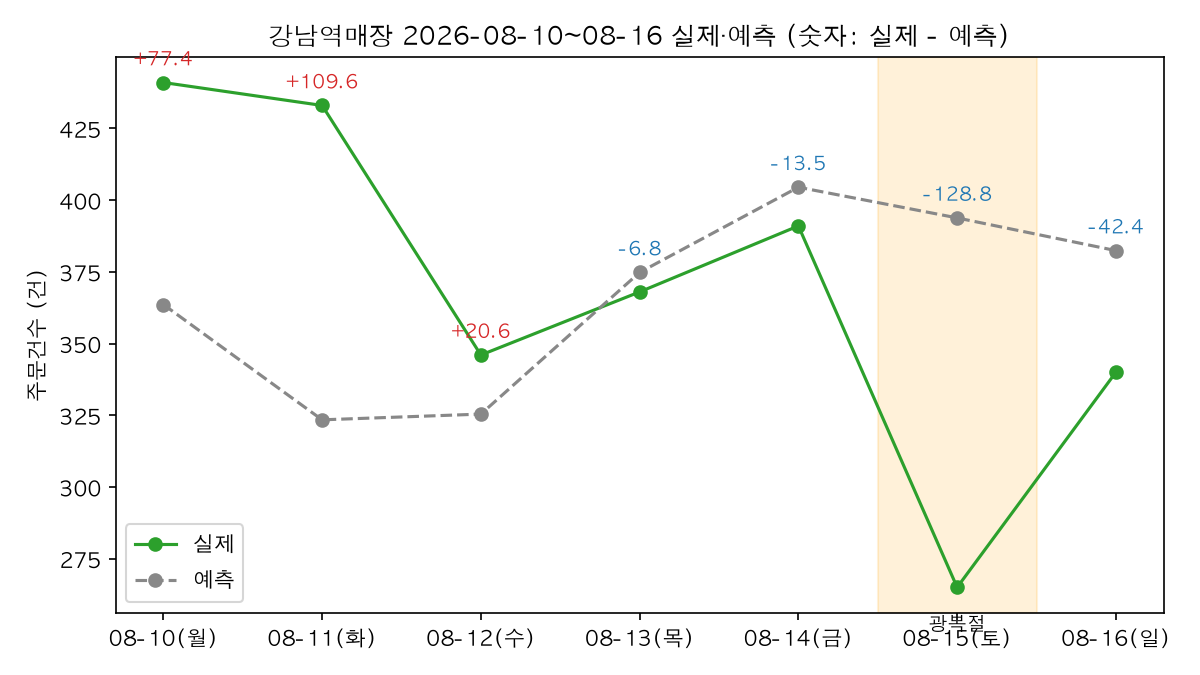 강남역매장 2026-08-10~08-16 실제·예측 (숫자: 실제 - 예측)
+77.4
+109.6
+20.6
-6.8
-13.5
-128.8
-42.4
주문건수 (건)
425
400
375
350
325
300
275
실제
예측
광복절
08-10(월) 08-11(화) 08-12(수) 08-13(목) 08-14(금) 08-15(토) 08-16(일)